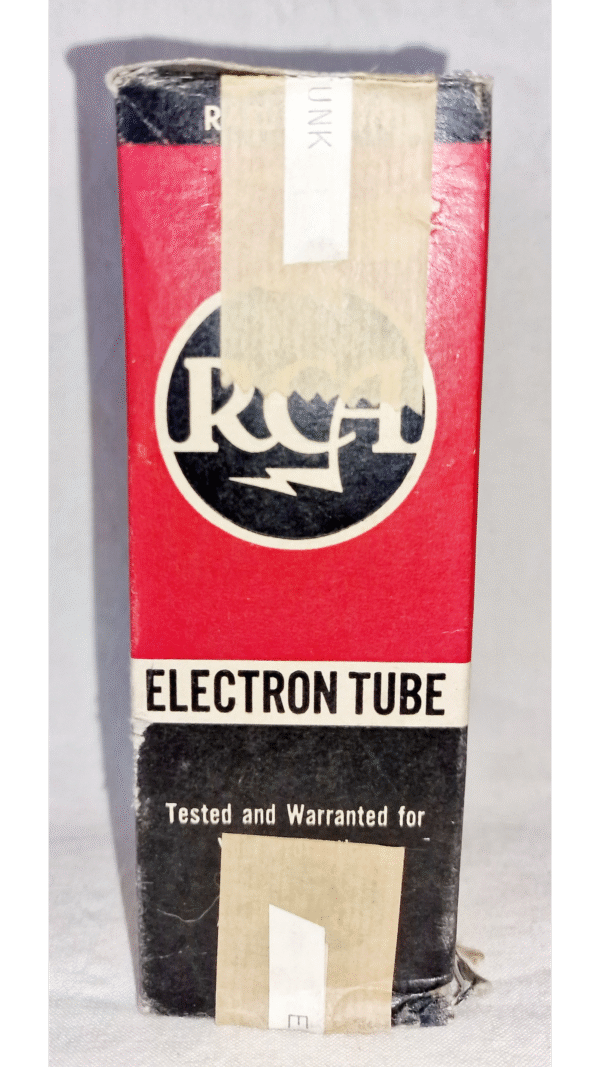 UNK
RCA
ELECTRON TUBE
Tested and Warranted for
E